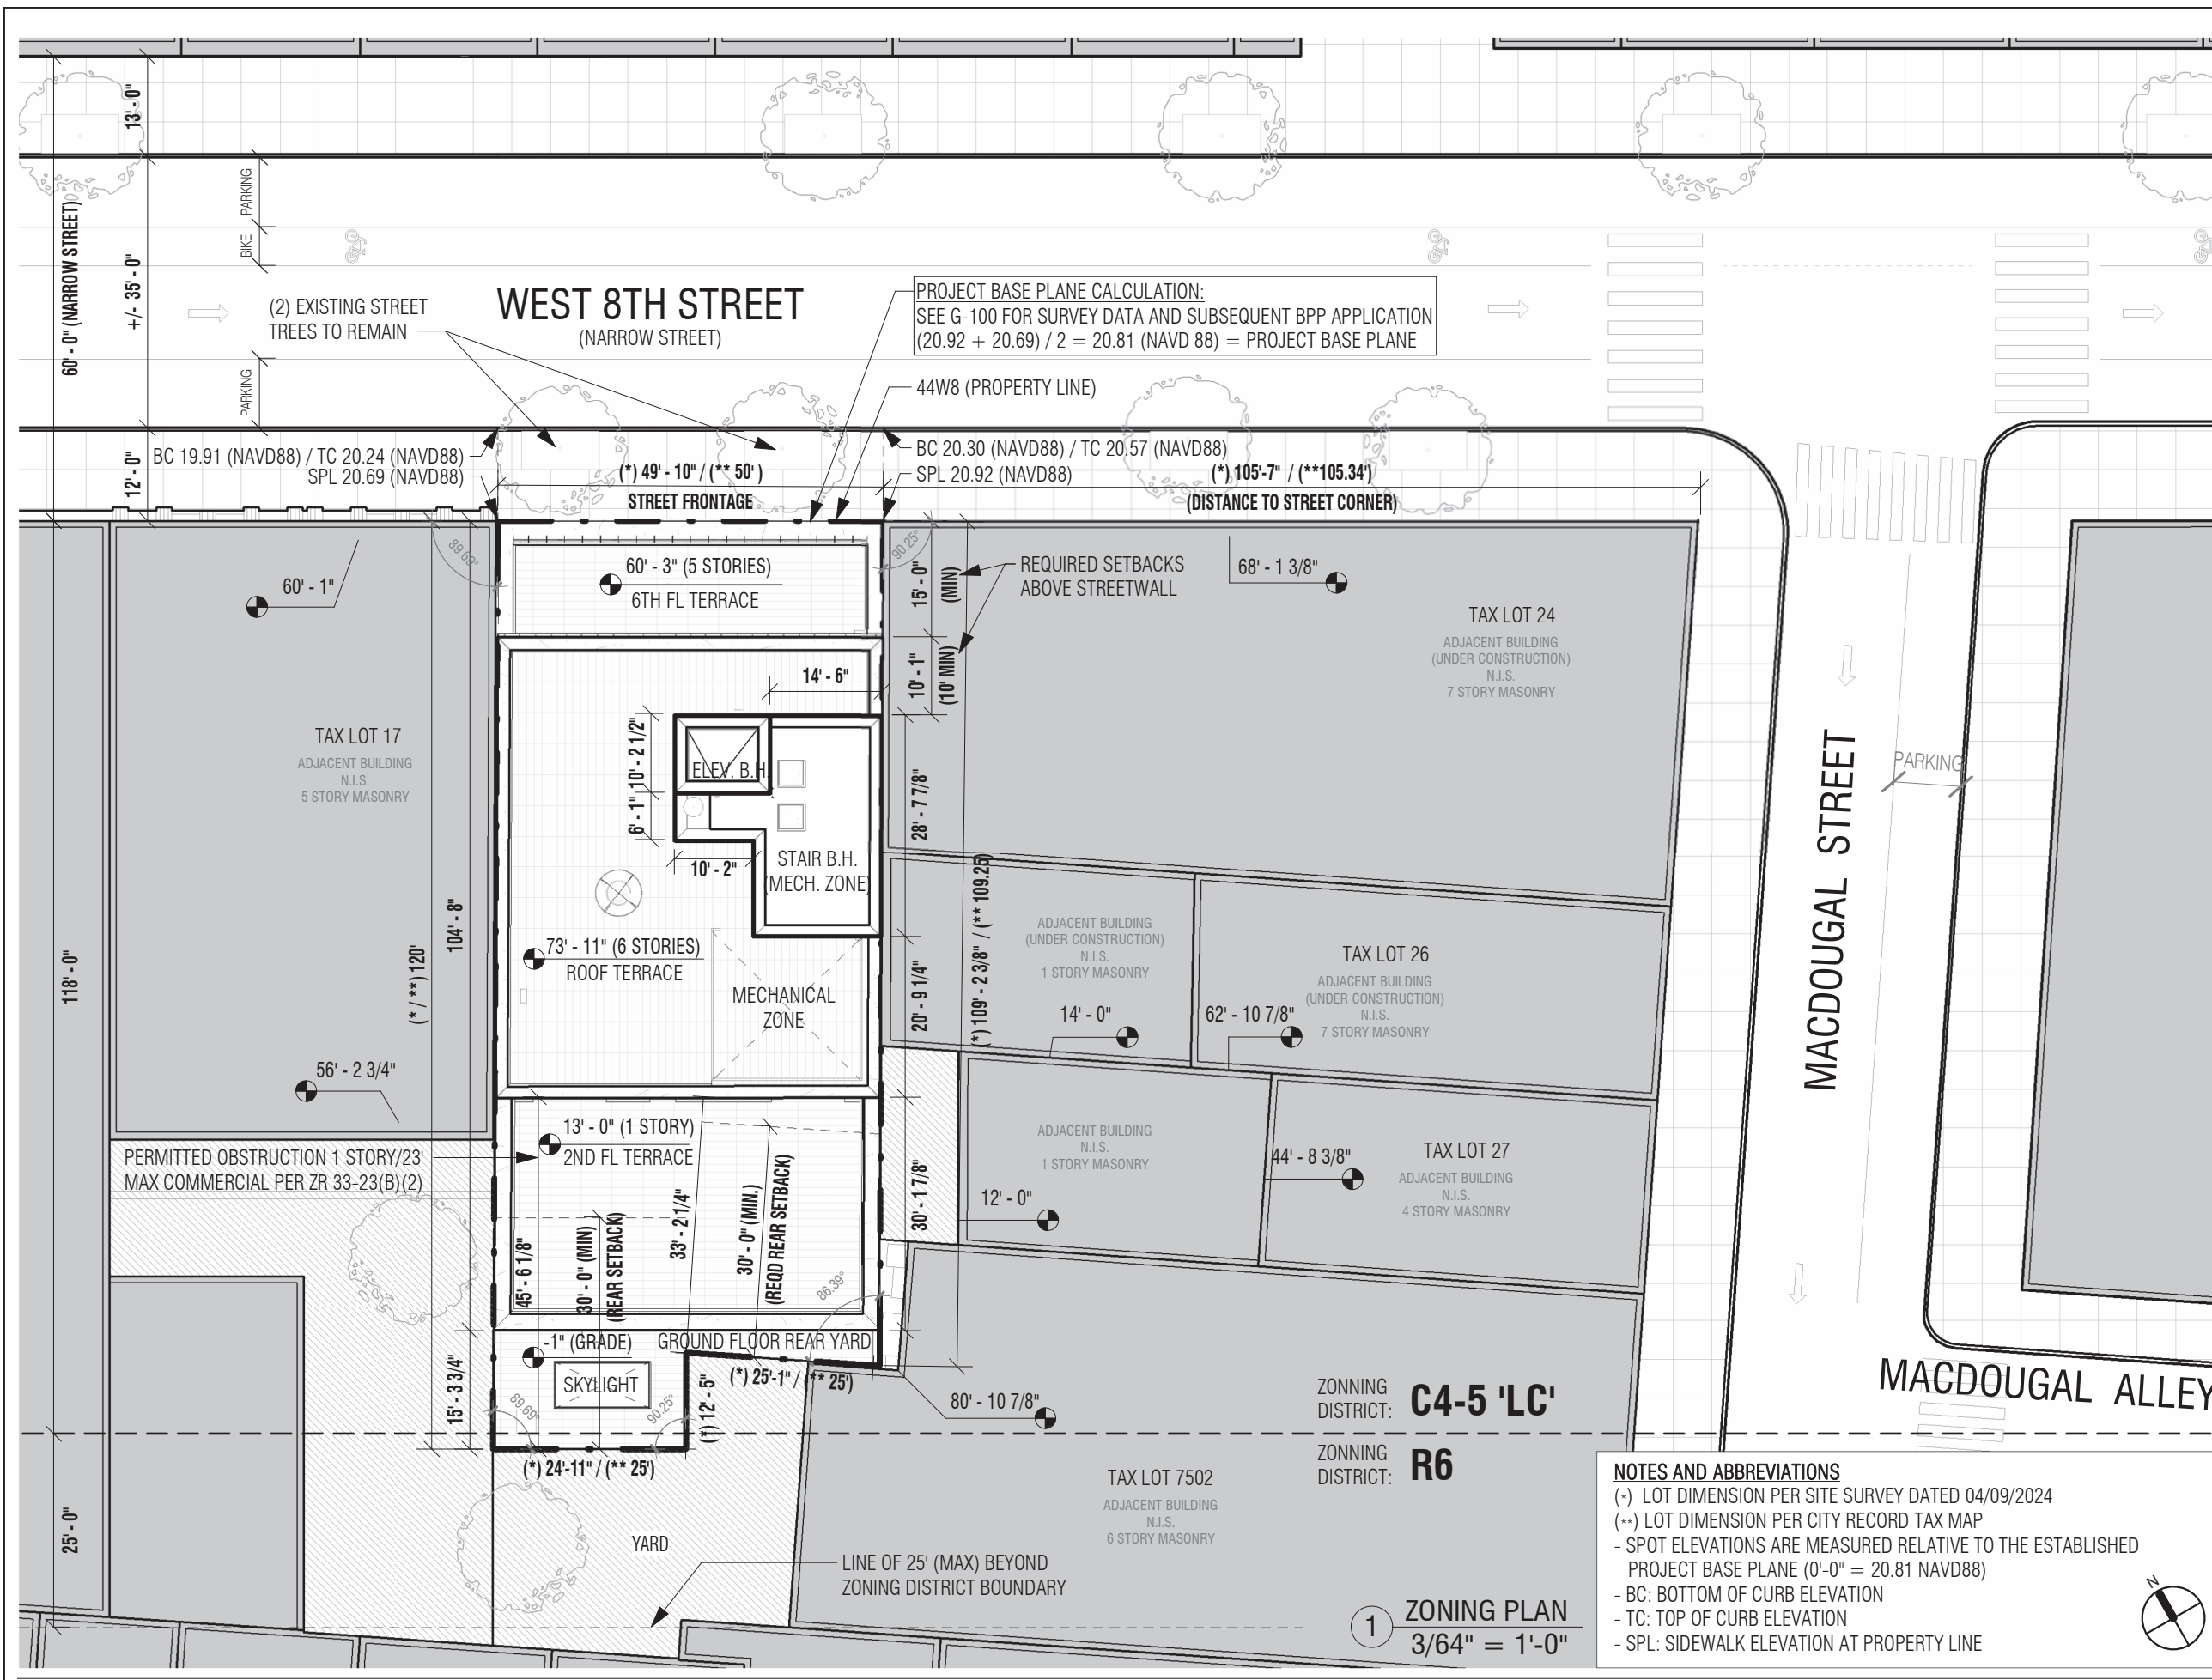 13' - 0"
60' - 0" (NARROW STREET)
+/- 35' - 0"
PARKING
BIKE
PARKING
12' - 0"
(2) EXISTING STREET
TREES TO REMAIN
WEST 8TH STREET
(NARROW STREET)
PROJECT BASE PLANE CALCULATION:
SEE G-100 FOR SURVEY DATA AND SUBSEQUENT BPP APPLICATION
(20.92 + 20.69) / 2 = 20.81 (NAVD 88) = PROJECT BASE PLANE
44W8 (PROPERTY LINE)
BC 19.91 (NAVD88) / TC 20.24 (NAVD88)
SPL 20.69 (NAVD88)
(*) 49' - 10" / (** 50' )
STREET FRONTAGE
BC 20.30 (NAVD88) / TC 20.57 (NAVD88)
SPL 20.92 (NAVD88)
(*) 105'-7" / (**105.34')
(DISTANCE TO STREET CORNER)
89.69°
90.25°
60' - 1"
60' - 3" (5 STORIES)
6TH FL TERRACE
15' - 0"
(MIN)
REQUIRED SETBACKS
ABOVE STREETWALL
68' - 1 3/8"
TAX LOT 24
ADJACENT BUILDING
(UNDER CONSTRUCTION)
N.I.S.
7 STORY MASONRY
10' - 1"
(10' MIN)
14' - 6"
TAX LOT 17
ADJACENT BUILDING
N.I.S.
5 STORY MASONRY
10' - 2 1/2"
6' - 1"
ELEV. B.H.
10' - 2"
STAIR B.H.
(MECH. ZONE)
28' - 7 7/8"
(*) 109' - 2 3/8" / (** 109.25)
MACDOUGAL STREET
PARKING
118' - 0"
(* / **) 120'
104' - 8"
73' - 11" (6 STORIES)
ROOF TERRACE
MECHANICAL
ZONE
20' - 9 1/4"
ADJACENT BUILDING
(UNDER CONSTRUCTION)
N.I.S.
1 STORY MASONRY
14' - 0"
TAX LOT 26
ADJACENT BUILDING
(UNDER CONSTRUCTION)
N.I.S.
7 STORY MASONRY
62' - 10 7/8"
56' - 2 3/4"
PERMITTED OBSTRUCTION 1 STORY/23'
MAX COMMERCIAL PER ZR 33-23(B)(2)
13' - 0" (1 STORY)
2ND FL TERRACE
45' - 6 1/8"
30' - 0" (MIN)
(REAR SETBACK)
33' - 2 1/4"
30' - 0" (MIN.)
(REQD REAR SETBACK)
86.39°
30' - 1 7/8"
ADJACENT BUILDING
N.I.S.
1 STORY MASONRY
12' - 0"
TAX LOT 27
44' - 8 3/8"
ADJACENT BUILDING
N.I.S.
4 STORY MASONRY
-1" (GRADE)
GROUND FLOOR REAR YARD
SKYLIGHT
15' - 3 3/4"
89.69°
90.25°
(*) 12' - 5"
(*) 25'-1" / (** 25')
(*) 24'-11" / (** 25')
80' - 10 7/8"
ZONNING
DISTRICT:
C4-5 'LC'
ZONNING
DISTRICT:
R6
MACDOUGAL ALLEY
TAX LOT 7502
ADJACENT BUILDING
N.I.S.
6 STORY MASONRY
25' - 0"
YARD
LINE OF 25' (MAX) BEYOND
ZONING DISTRICT BOUNDARY
1
ZONING PLAN
3/64" = 1'-0"
NOTES AND ABBREVIATIONS
(*) LOT DIMENSION PER SITE SURVEY DATED 04/09/2024
(**) LOT DIMENSION PER CITY RECORD TAX MAP
- SPOT ELEVATIONS ARE MEASURED RELATIVE TO THE ESTABLISHED
PROJECT BASE PLANE (0'-0" = 20.81 NAVD88)
- BC: BOTTOM OF CURB ELEVATION
- TC: TOP OF CURB ELEVATION
- SPL: SIDEWALK ELEVATION AT PROPERTY LINE
N